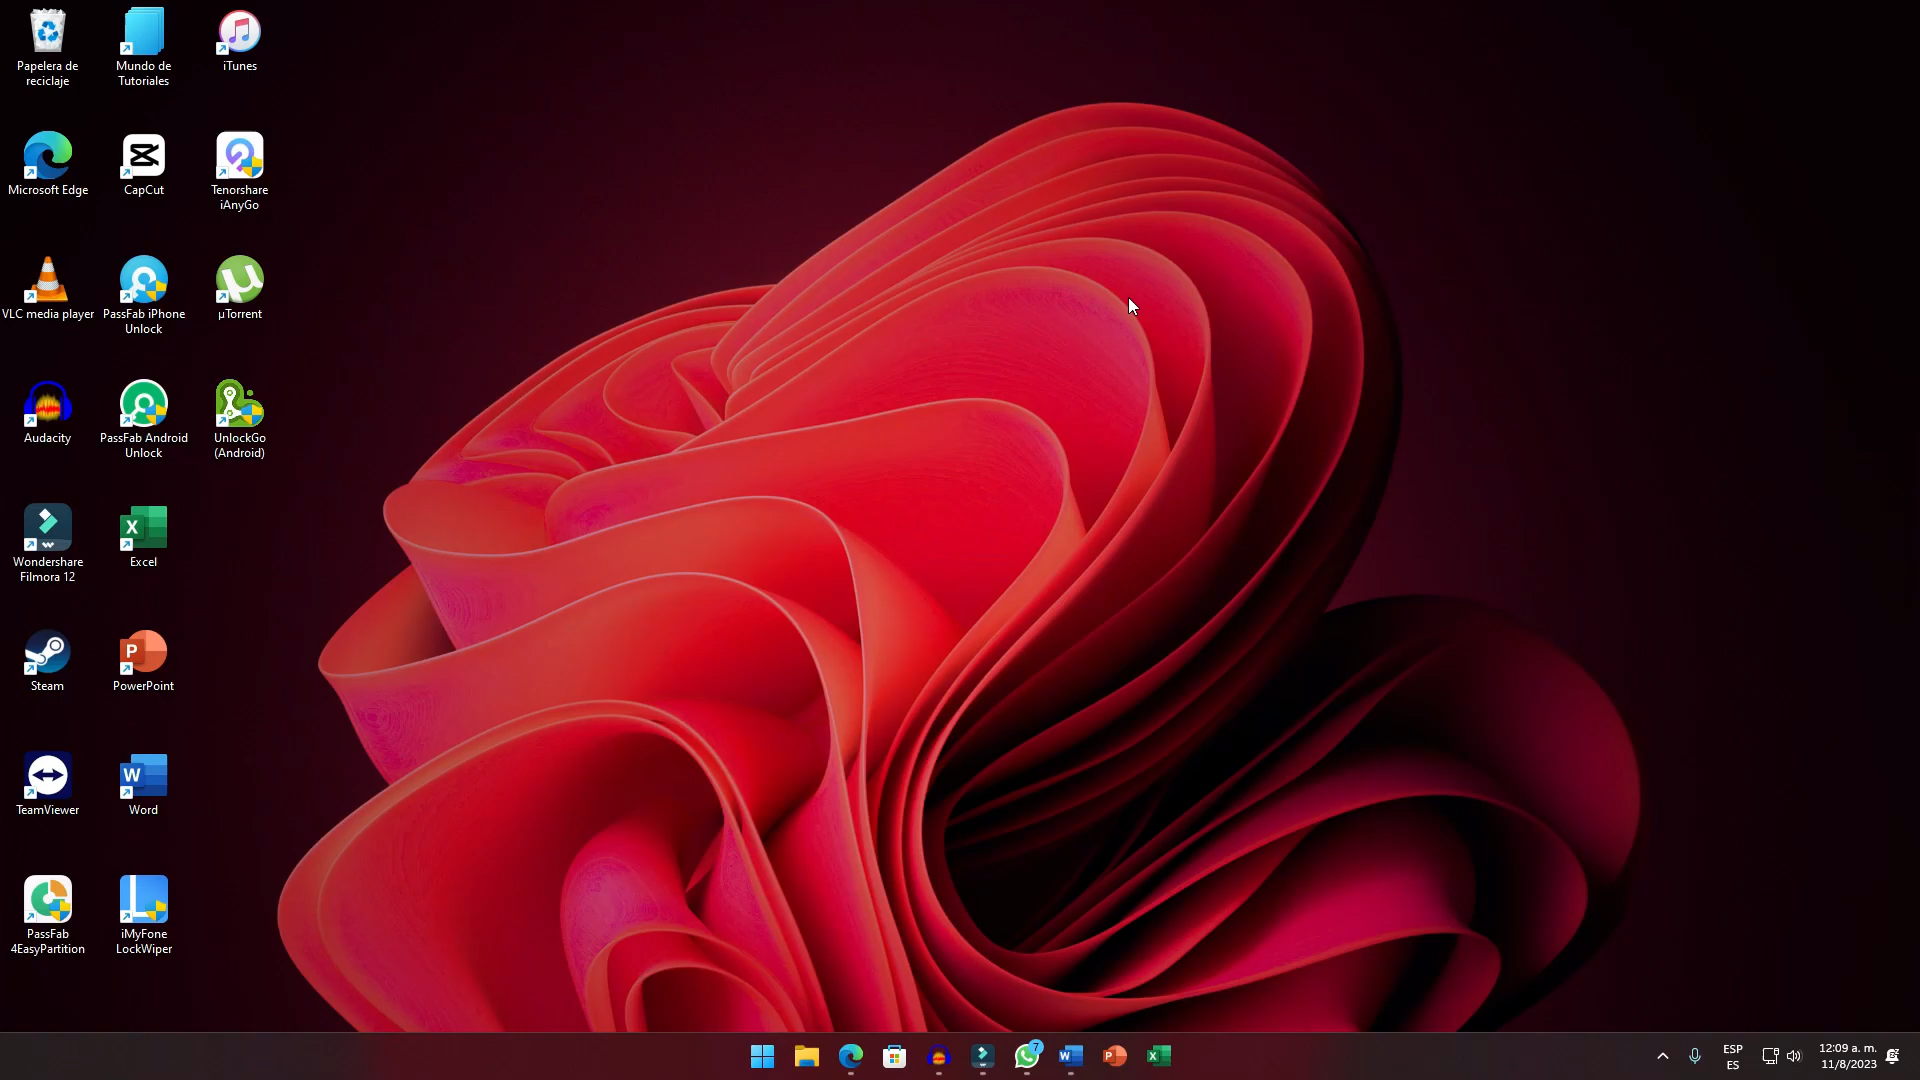 Papelera de
reciclaje
Mundo de
Tutoriales
iTunes
Microsoft Edge
CapCut
Tenorshare
iAnyGo
VLC media player
PassFab iPhone
Unlock
µTorrent
Audacity
PassFab Android
Unlock
UnlockGo
(Android)
Wondershare
Filmora 12
Excel
Steam
PowerPoint
TeamViewer
Word
PassFab
4EasyPartition
iMyFone
LockWiper
7
ESP
ES
12:09 a. m.
11/8/2023